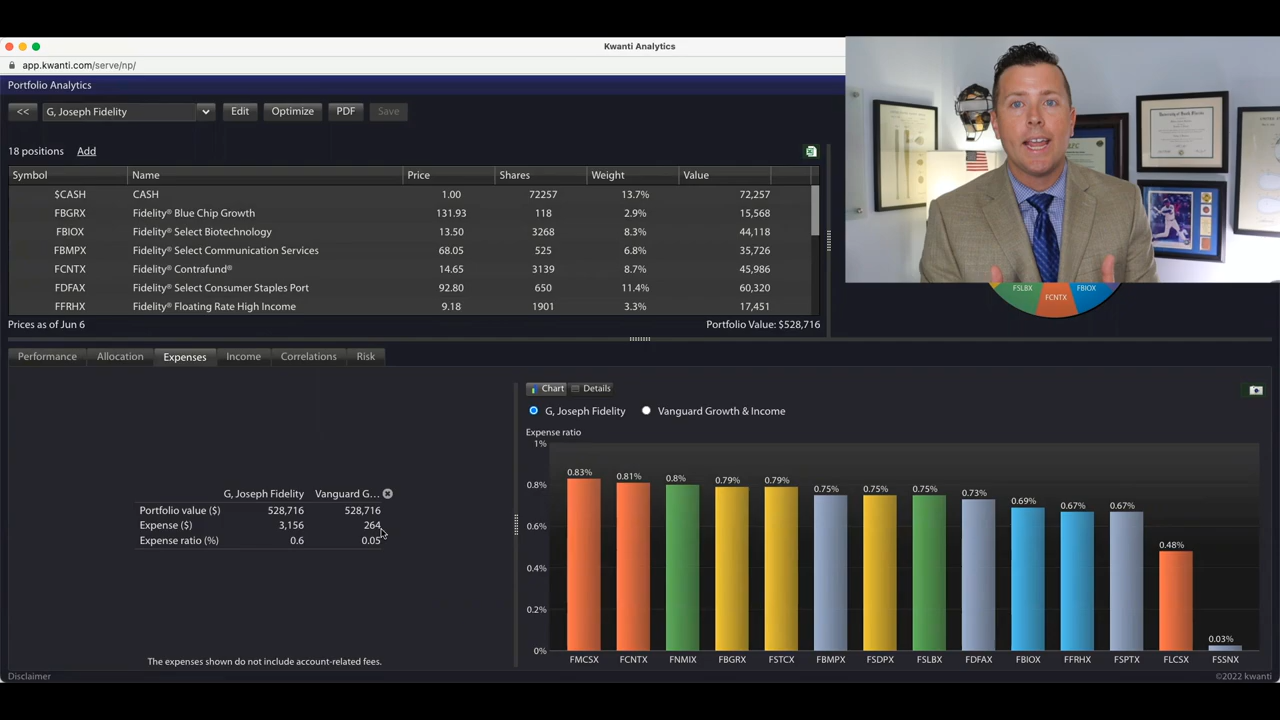 Kwanti Analytics
app.kwanti.com/serve/np/
Portfolio Analytics
<< G, Joseph Fidelity Edit Optimize PDF Save
18 positions Add
Symbol Name Price Shares Weight Value
$CASH CASH 1.00 72257 13.7% 72,257
FBGRX Fidelity® Blue Chip Growth 131.93 118 2.9% 15,568
FBIOX Fidelity® Select Biotechnology 13.50 3268 8.3% 44,118
FBMPX Fidelity® Select Communication Services 68.05 525 6.8% 35,726
FCNTX Fidelity® Contrafund® 14.65 3139 8.7% 45,986
FDFAX Fidelity® Select Consumer Staples Port 92.80 650 11.4% 60,320
FFRHX Fidelity® Floating Rate High Income 9.18 1901 3.3% 17,451
Prices as of Jun 6 Portfolio Value: $528,716
FSLBX FCNTX FBIOX
Performance Allocation Expenses Income Correlations Risk
Chart Details
G, Joseph Fidelity Vanguard Growth & Income
Expense ratio
1%
0.8%
0.6%
0.4%
0.2%
0%
0.83% 0.81% 0.8% 0.79% 0.79% 0.75% 0.75% 0.75% 0.73% 0.69% 0.67% 0.67% 0.48% 0.03%
FMCSX FCNTX FNMIX FBGRX FSTCX FBMPX FSDPX FSLBX FDFAX FBIOX FFRHX FSPTX FLCSX FSSNX
G, Joseph Fidelity Vanguard G...
Portfolio value ($) 528,716 528,716
Expense ($) 3,156 264
Expense ratio (%) 0.6 0.05
The expenses shown do not include account-related fees.
Disclaimer ©2022 kwanti